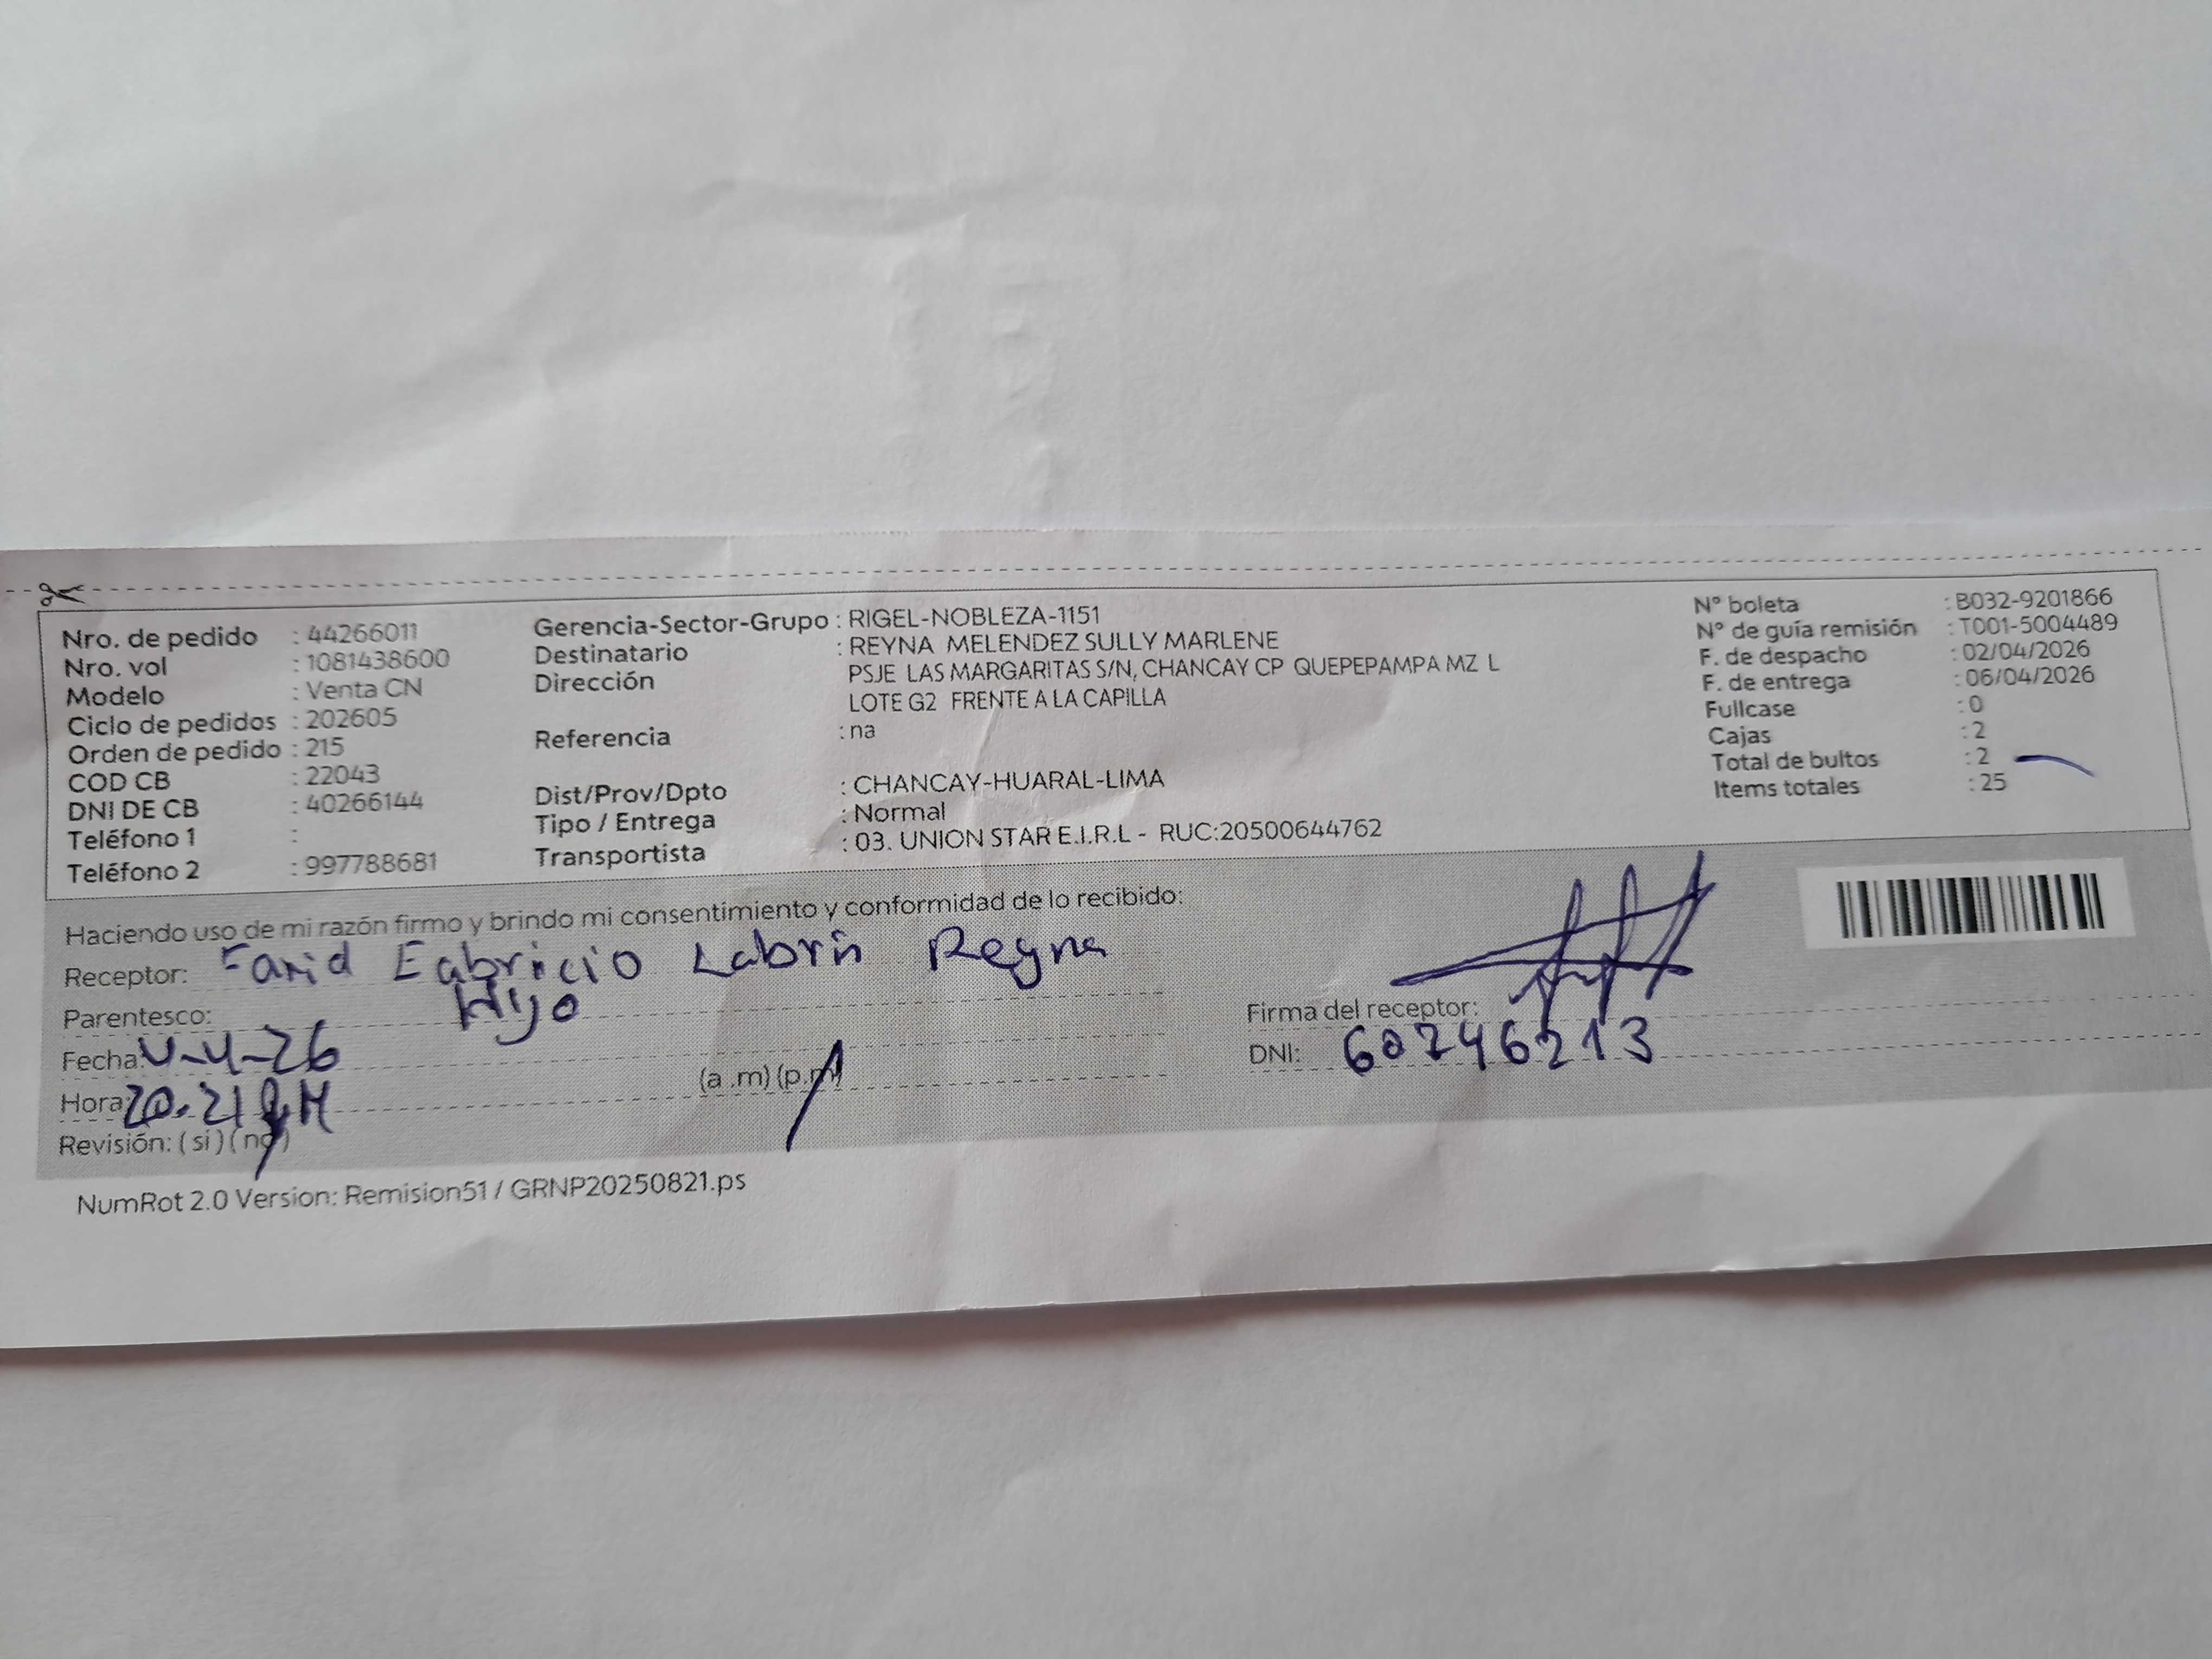 Nro. de pedido : 44266011
Nro. vol : 1081438600
Modelo : Venta CN
Ciclo de pedidos : 202605
Orden de pedido : 215
COD CB : 22043
DNI DE CB : 40266144
Teléfono 1 :
Teléfono 2 : 997788681
Gerencia-Sector-Grupo : RIGEL-NOBLEZA-1151
Destinatario : REYNA MELENDEZ SULLY MARLENE
Dirección PSJE LAS MARGARITAS S/N, CHANCAY CP QUEPEPAMPA MZ L
LOTE G2 FRENTE A LA CAPILLA
Referencia : na
Dist/Prov/Dpto : CHANCAY-HUARAL-LIMA
Tipo / Entrega : Normal
Transportista : 03. UNION STAR E.I.R.L - RUC:20500644762
N° boleta : B032-9201866
N° de guía remisión : T001-5004489
F. de despacho : 02/04/2026
F. de entrega : 06/04/2026
Fullcase : 0
Cajas : 2
Total de bultos : 2
Items totales : 25
Haciendo uso de mi razón firmo y brindo mi consentimiento y conformidad de lo recibido:
Receptor: Farid Fabricio Labrin Reyna
Parentesco: Hijo
Fecha: 4-4-26
Hora: 20.21 PM (a .m) (p.m)
Revisión: ( si ) ( no )
Firma del receptor:
DNI: 60746213
NumRot 2.0 Version: Remision51 / GRNP20250821.ps